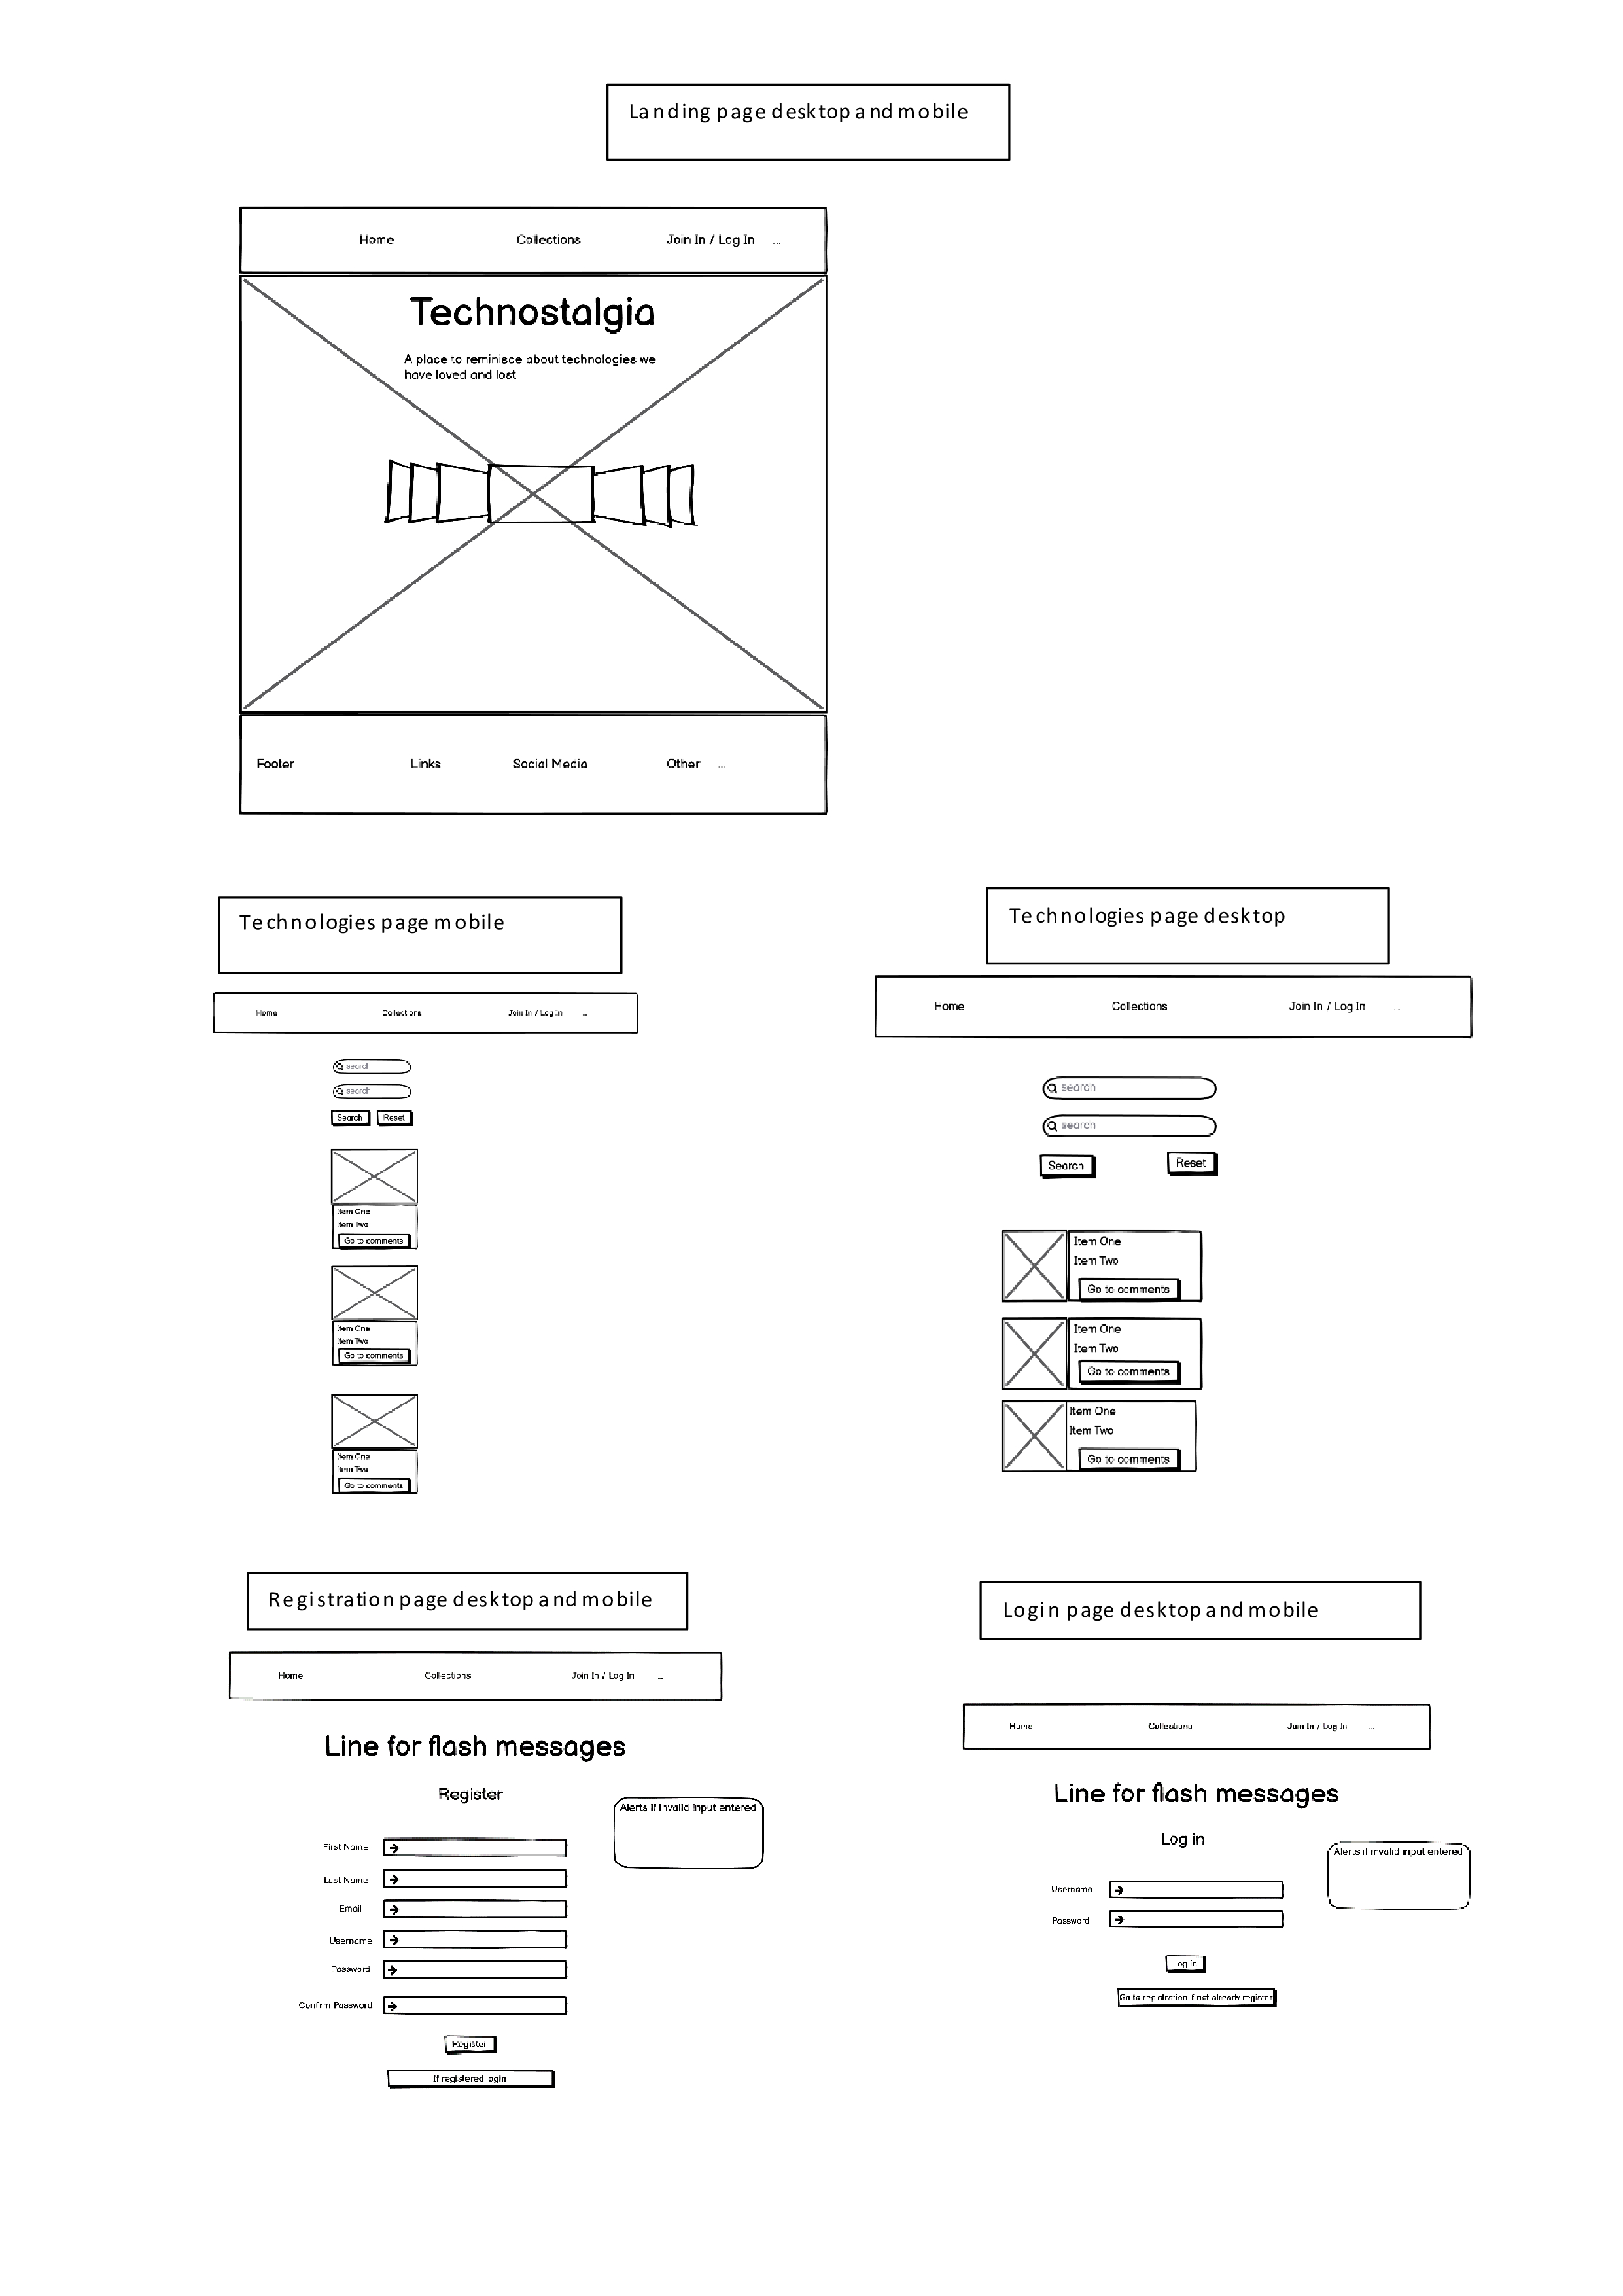 Landing page desktop and mobile
Home Collections Join In / Log In ...
Technostalgia
A place to reminisce about technologies we
have loved and lost
Footer Links Social Media Other ...
Technologies page mobile
Home Collections Join In / Log In ...
search
search
Search Reset
Item One
Item Two
Go to comments
Item One
Item Two
Go to comments
Item One
Item Two
Go to comments
Technologies page desktop
Home Collections Join In / Log In ...
search
search
Search Reset
Item One
Item Two
Go to comments
Item One
Item Two
Go to comments
Item One
Item Two
Go to comments
Registration page desktop and mobile
Home Collections Join In / Log In ...
Line for flash messages
Register
Alerts if invalid input entered
First Name
Last Name
Email
Username
Password
Confirm Password
Register
If registered login
Login page desktop and mobile
Home Collections Join In / Log In ...
Line for flash messages
Log in
Alerts if invalid input entered
Username
Password
Log In
Go to registration if not already register